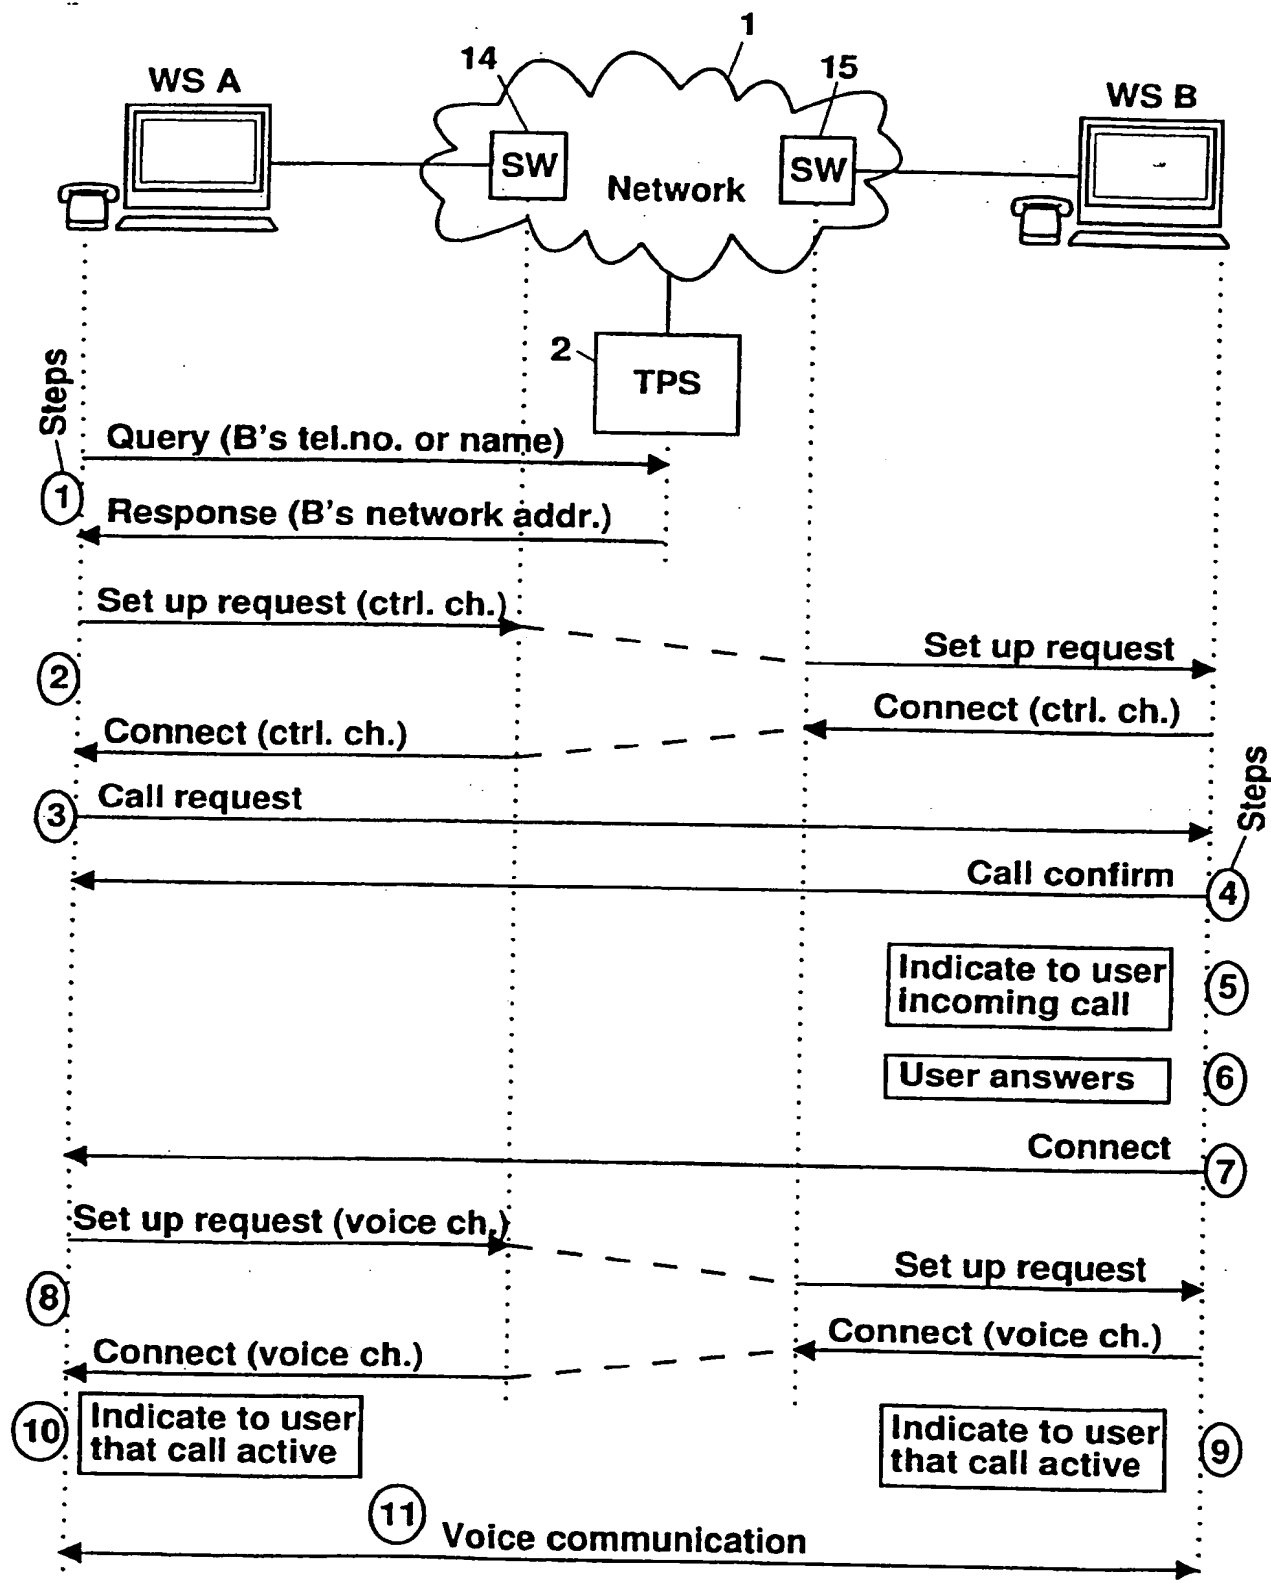 1
14
15
WS A
WS B
SW
SW
Network
2
TPS
Steps
Query (B's tel.no. or name)
1
Response (B's network addr.)
Set up request (ctrl. ch.)
Set up request
2
Connect (ctrl. ch.)
Connect (ctrl. ch.)
Steps
3
Call request
Call confirm
4
Indicate to user
incoming call
5
User answers
6
Connect
7
Set up request (voice ch.)
Set up request
8
Connect (voice ch.)
Connect (voice ch.)
10
Indicate to user
that call active
Indicate to user
that call active
9
11
Voice communication